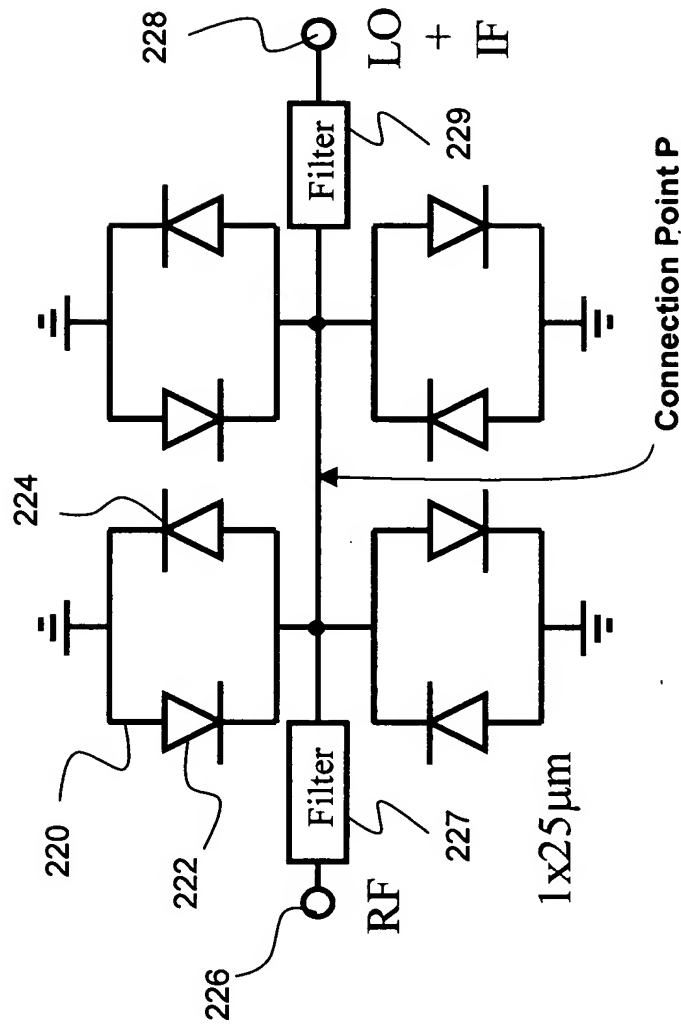 228
LO
+
IF
Filter
229
Connection Point P
224
220
222
Filter
227
226
RF
1x25µm